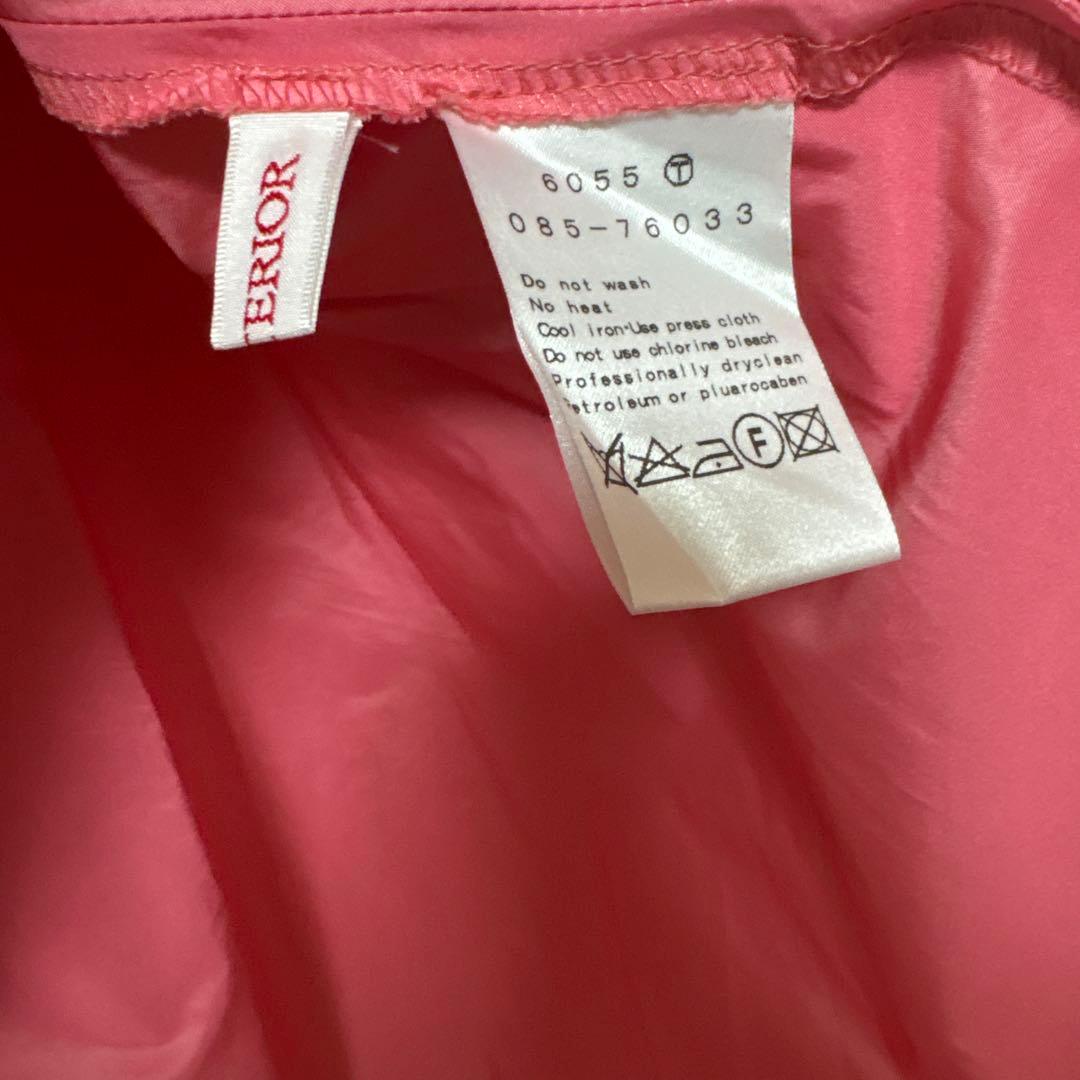 ERIOR
6055 Ⓣ
085-76033
Do not wash
No heat
Cool iron·Use press cloth
Do not use chlorine bleach
Professionally dryclean
etroleum or pluarocaben
F